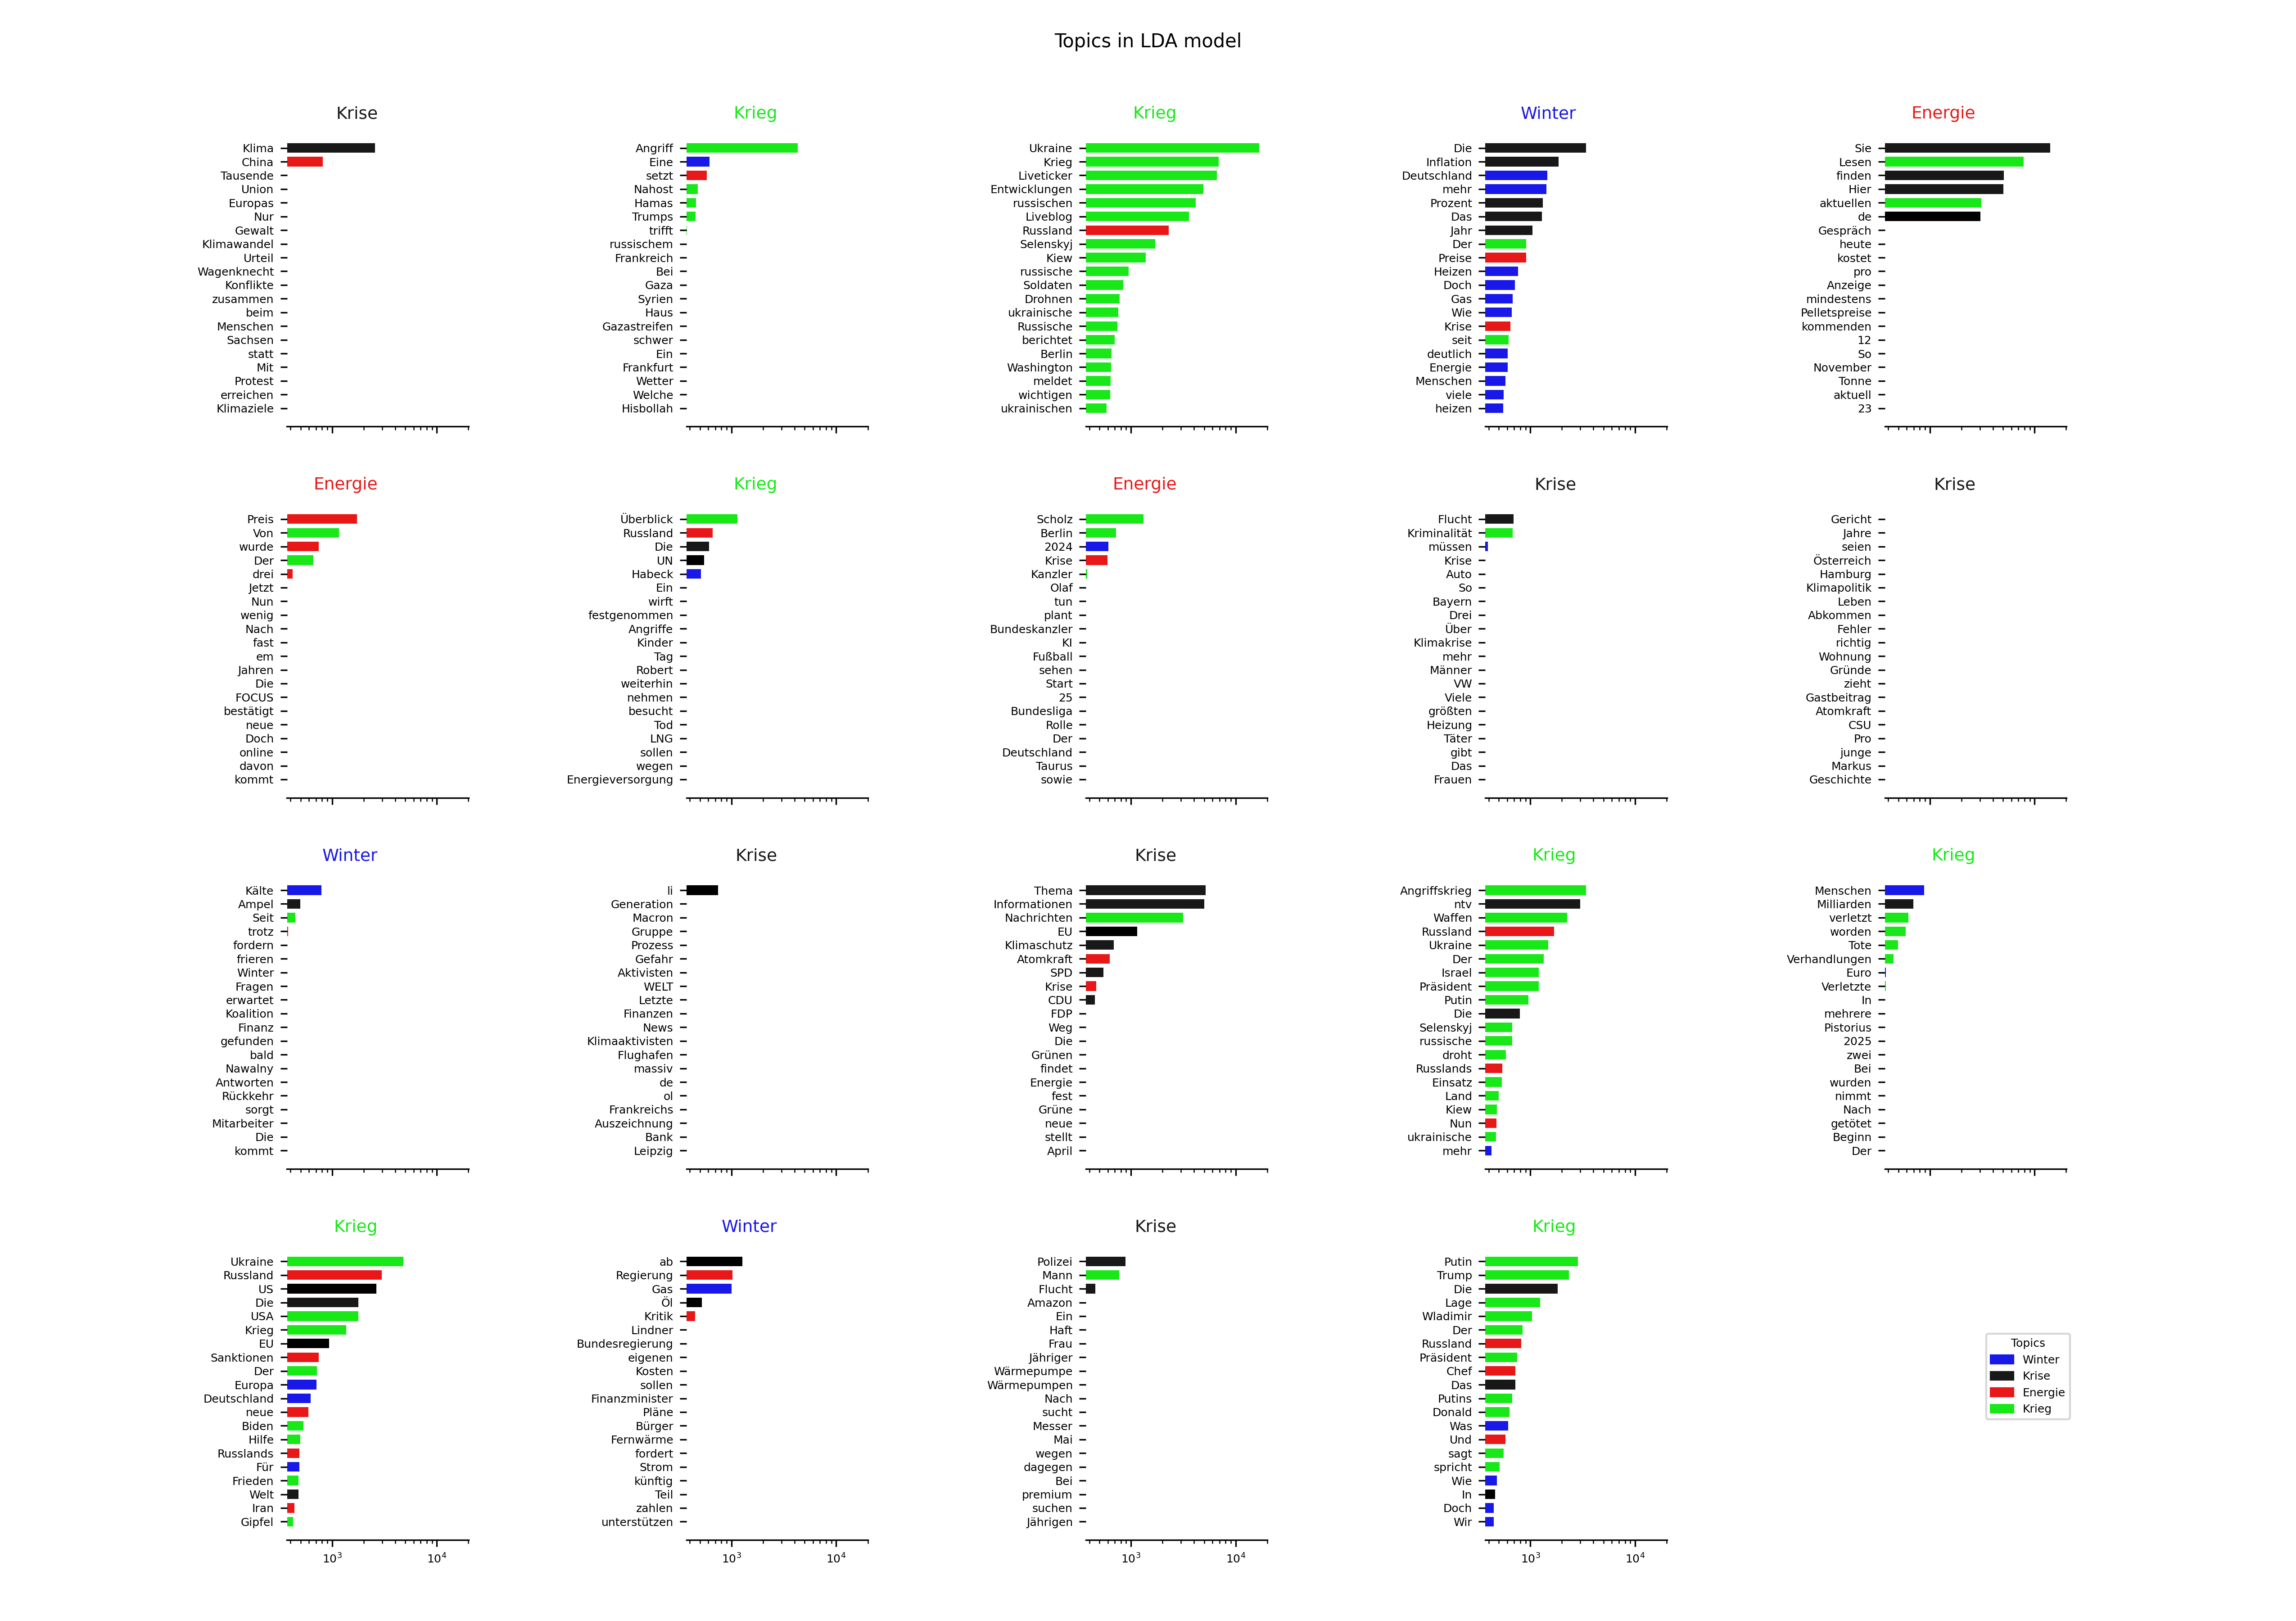 Topics in LDA model
Krise
Klima
China
Tausende
Union
Europas
Nur
Gewalt
Klimawandel
Urteil
Wagenknecht
Konflikte
zusammen
beim
Menschen
Sachsen
statt
Mit
Protest
erreichen
Klimaziele
Krieg
Angriff
Eine
setzt
Nahost
Hamas
Trumps
trifft
russischem
Frankreich
Bei
Gaza
Syrien
Haus
Gazastreifen
schwer
Ein
Frankfurt
Wetter
Welche
Hisbollah
Krieg
Ukraine
Krieg
Liveticker
Entwicklungen
russischen
Liveblog
Russland
Selenskyj
Kiew
russische
Soldaten
Drohnen
ukrainische
Russische
berichtet
Berlin
Washington
meldet
wichtigen
ukrainischen
Winter
Die
Inflation
Deutschland
mehr
Prozent
Das
Jahr
Der
Preise
Heizen
Doch
Gas
Wie
Krise
seit
deutlich
Energie
Menschen
viele
heizen
Energie
Sie
Lesen
finden
Hier
aktuellen
de
Gespräch
heute
kostet
pro
Anzeige
mindestens
Pelletspreise
kommenden
12
So
November
Tonne
aktuell
23
Energie
Preis
Von
wurde
Der
drei
Jetzt
Nun
wenig
Nach
fast
em
Jahren
Die
FOCUS
bestätigt
neue
Doch
online
davon
kommt
Krieg
Überblick
Russland
Die
UN
Habeck
Ein
wirft
festgenommen
Angriffe
Kinder
Tag
Robert
weiterhin
nehmen
besucht
Tod
LNG
sollen
wegen
Energieversorgung
Energie
Scholz
Berlin
2024
Krise
Kanzler
Olaf
tun
plant
Bundeskanzler
KI
Fußball
sehen
Start
25
Bundesliga
Rolle
Der
Deutschland
Taurus
sowie
Krise
Flucht
Kriminalität
müssen
Krise
Auto
So
Bayern
Drei
Über
Klimakrise
mehr
Männer
VW
Viele
größten
Heizung
Täter
gibt
Das
Frauen
Krise
Gericht
Jahre
seien
Österreich
Hamburg
Klimapolitik
Leben
Abkommen
Fehler
richtig
Wohnung
Gründe
zieht
Gastbeitrag
Atomkraft
CSU
Pro
junge
Markus
Geschichte
Winter
Kälte
Ampel
Seit
trotz
fordern
frieren
Winter
Fragen
erwartet
Koalition
Finanz
gefunden
bald
Nawalny
Antworten
Rückkehr
sorgt
Mitarbeiter
Die
kommt
Krise
li
Generation
Macron
Gruppe
Prozess
Gefahr
Aktivisten
WELT
Letzte
Finanzen
News
Klimaaktivisten
Flughafen
massiv
de
ol
Frankreichs
Auszeichnung
Bank
Leipzig
Krise
Thema
Informationen
Nachrichten
EU
Klimaschutz
Atomkraft
SPD
Krise
CDU
FDP
Weg
Die
Grünen
findet
Energie
fest
Grüne
neue
stellt
April
Krieg
Angriffskrieg
ntv
Waffen
Russland
Ukraine
Der
Israel
Präsident
Putin
Die
Selenskyj
russische
droht
Russlands
Einsatz
Land
Kiew
Nun
ukrainische
mehr
Krieg
Menschen
Milliarden
verletzt
worden
Tote
Verhandlungen
Euro
Verletzte
In
mehrere
Pistorius
2025
zwei
Bei
wurden
nimmt
Nach
getötet
Beginn
Der
Krieg
Ukraine
Russland
US
Die
USA
Krieg
EU
Sanktionen
Der
Europa
Deutschland
neue
Biden
Hilfe
Russlands
Für
Frieden
Welt
Iran
Gipfel
10³ 10⁴
Winter
ab
Regierung
Gas
Öl
Kritik
Lindner
Bundesregierung
eigenen
Kosten
sollen
Finanzminister
Pläne
Bürger
Fernwärme
fordert
Strom
künftig
Teil
zahlen
unterstützen
10³ 10⁴
Krise
Polizei
Mann
Flucht
Amazon
Ein
Haft
Frau
Jähriger
Wärmepumpe
Wärmepumpen
Nach
sucht
Messer
Mai
wegen
dagegen
Bei
premium
suchen
Jährigen
10³ 10⁴
Krieg
Putin
Trump
Die
Lage
Wladimir
Der
Russland
Präsident
Chef
Das
Putins
Donald
Was
Und
sagt
spricht
Wie
In
Doch
Wir
10³ 10⁴
Topics
Winter
Krise
Energie
Krieg